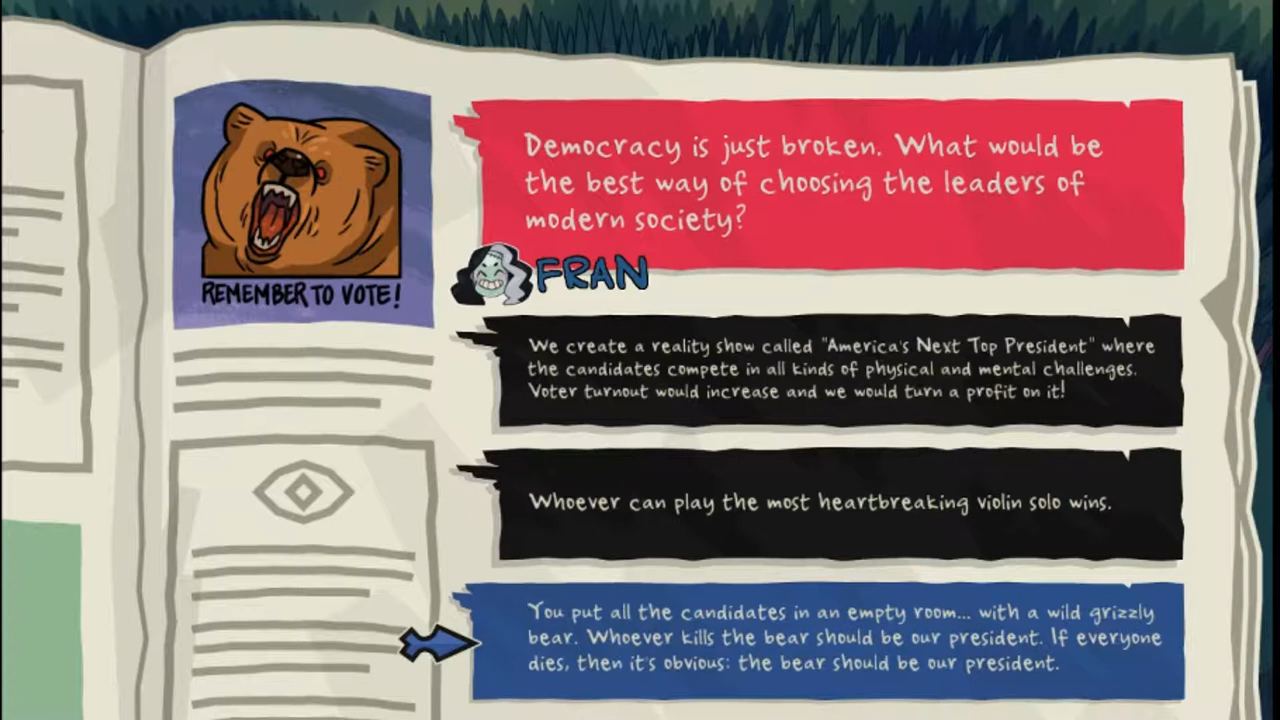 Democracy is just broken. What would be
the best way of choosing the leaders of
modern society?
FRAN
REMEMBER TO VOTE!
We create a reality show called "America's Next Top President" where
the candidates compete in all kinds of physical and mental challenges.
Voter turnout would increase and we would turn a profit on it!
Whoever can play the most heartbreaking violin solo wins.
You put all the candidates in an empty room... with a wild grizzly
bear. Whoever kills the bear should be our president. If everyone
dies, then it's obvious: the bear should be our president.